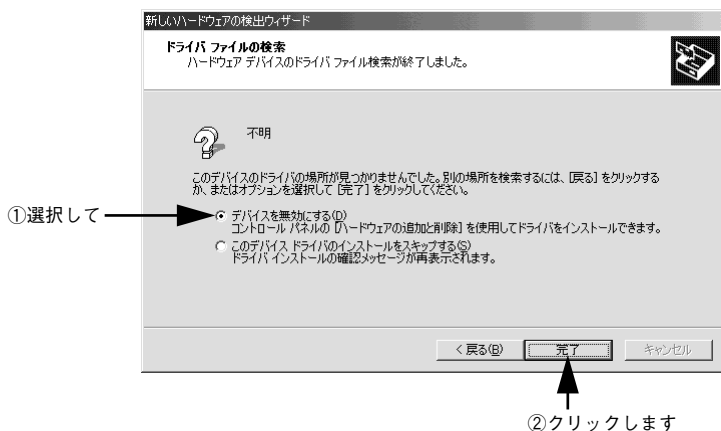 新しいハードウェアの検出ウィザード
ドライバ ファイルの検索
ハードウェア デバイスのドライバ ファイル検索が終了しました。
不明
このデバイスのドライバの場所が見つかりませんでした。別の場所を検索するには、[戻る] をクリックする
か、またはオプションを選択して [完了] をクリックしてください。
①選択して
デバイスを無効にする(D)
コントロール パネルの [ハードウェアの追加と削除] を使用してドライバをインストールできます。
このデバイス ドライバのインストールをスキップする(S)
ドライバ インストールの確認メッセージが再表示されます。
< 戻る(B)
完了
キャンセル
②クリックします